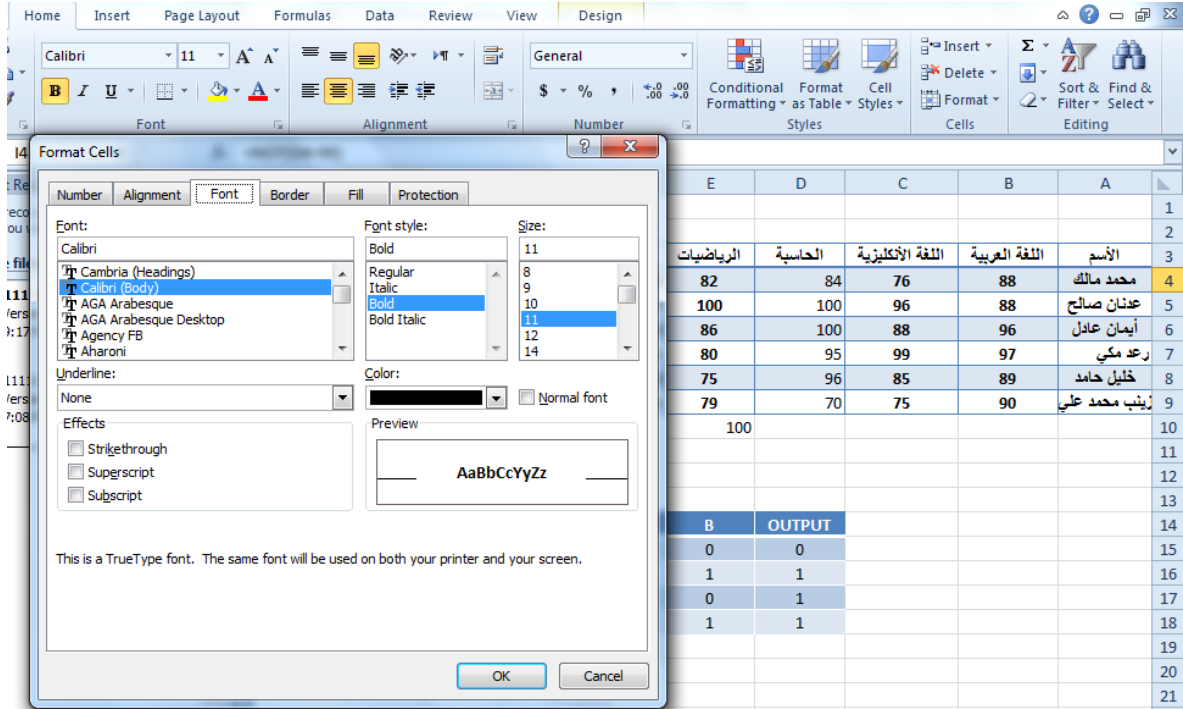 Home Insert Page Layout Formulas Data Review View Design
Calibri 11 General Insert
B I U $ % , Conditional Formatting Format as Table Cell Styles Delete Sort & Filter Find & Select
Format
Font Alignment Number Styles Cells Editing
I4
Format Cells
Number Alignment Font Border Fill Protection
Font: Font style: Size:
Calibri Bold 11
Cambria (Headings) Regular 8
Calibri (Body) Italic 9
AGA Arabesque Bold 10
AGA Arabesque Desktop Bold Italic 11
Agency FB 12
Aharoni 14
Underline: Color:
None Normal font
Effects Preview
Strikethrough
Superscript AaBbCcYyZz
Subscript
This is a TrueType font. The same font will be used on both your printer and your screen.
OK Cancel
E D C B A
1
2
الأسم اللغة العربية اللغة الأنكليزية الحاسبة الرياضيات 3
محمد مالك 88 76 84 82 4
عدنان صالح 88 96 100 100 5
أيمان عادل 96 88 100 86 6
رعد مكي 97 99 95 80 7
خليل حامد 89 85 96 75 8
زينب محمد علي 90 75 70 79 9
100 10
11
12
13
B OUTPUT 14
0 0 15
1 1 16
0 1 17
1 1 18
19
20
21